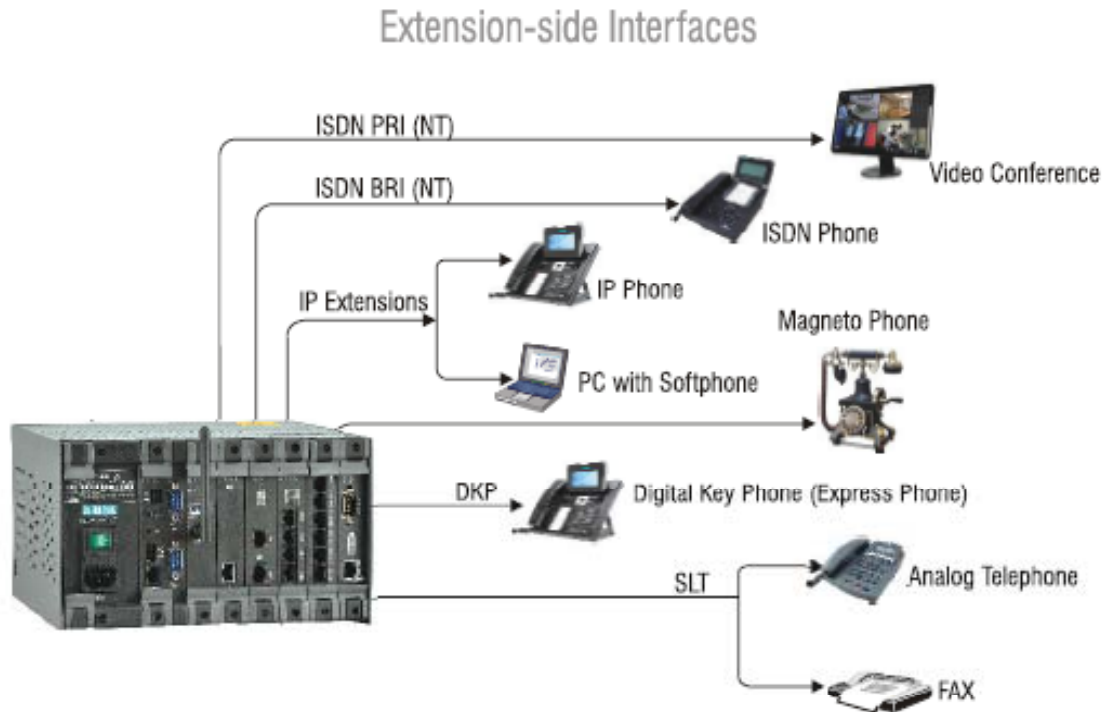 Extension-side Interfaces
ISDN PRI (NT)
Video Conference
ISDN BRI (NT)
ISDN Phone
IP Extensions
IP Phone
Magneto Phone
PC with Softphone
DKP
Digital Key Phone (Express Phone)
SLT
Analog Telephone
FAX